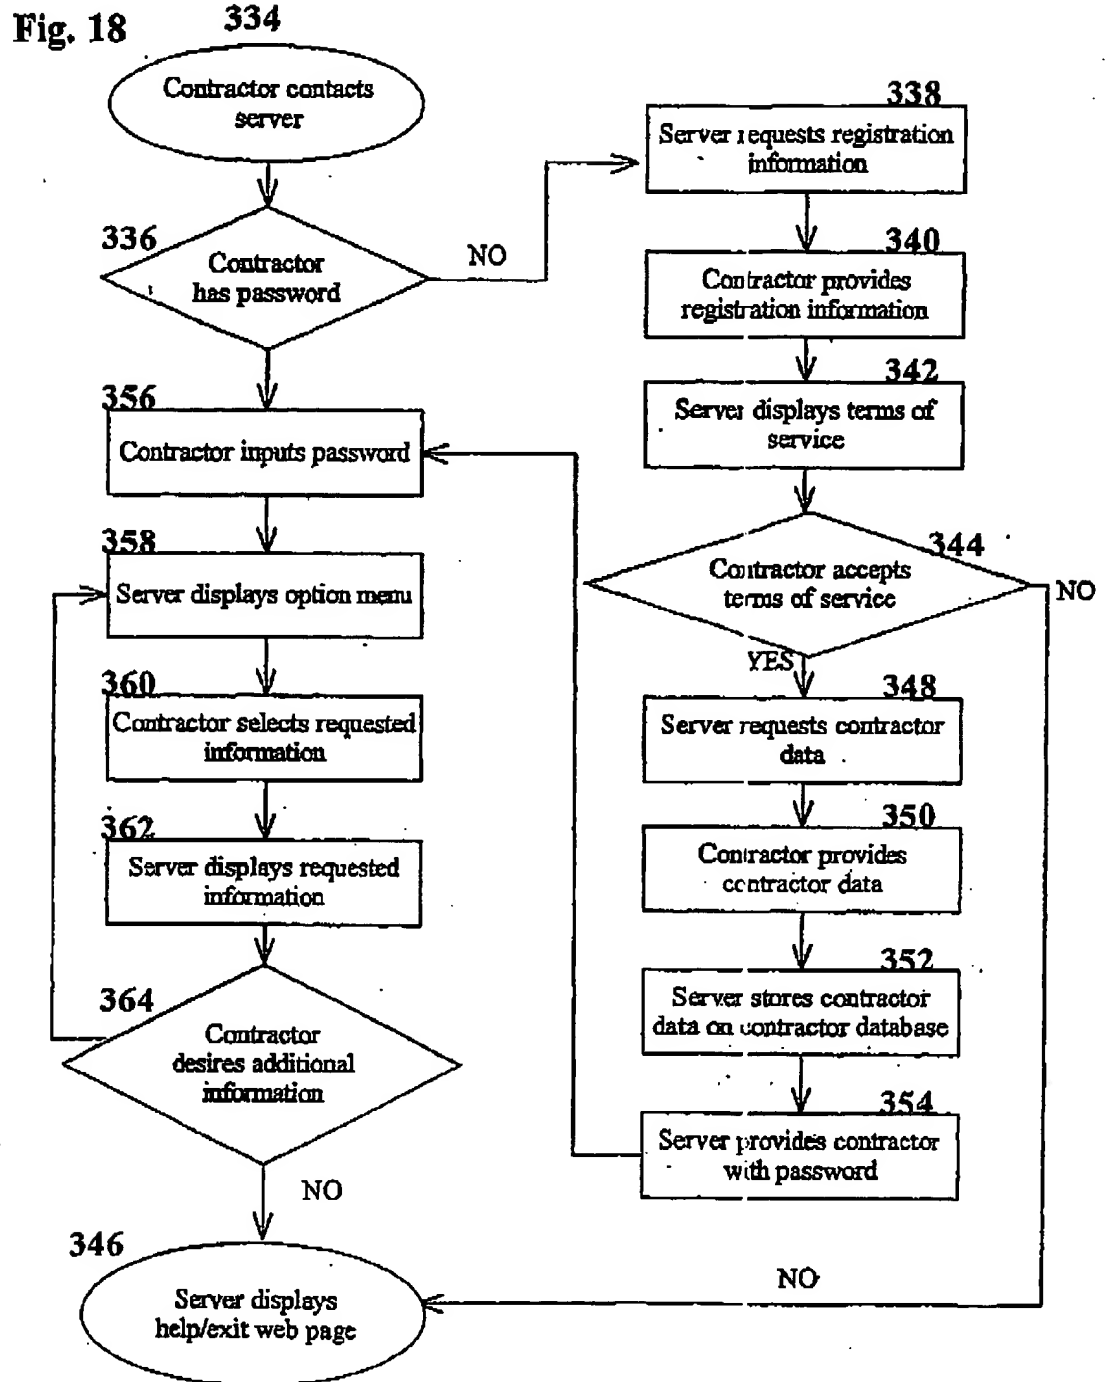 Fig. 18
334
Contractor contacts
server
336
Contractor
has password
NO
338
Server requests registration
information
340
Contractor provides
registration information
342
Server displays terms of
service
344
Contractor accepts
terms of service
NO
YES
348
Server requests contractor
data
350
Contractor provides
contractor data
352
Server stores contractor
data on contractor database
354
Server provides contractor
with password
356
Contractor inputs password
358
Server displays option menu
360
Contractor selects requested
information
362
Server displays requested
information
364
Contractor
desires additional
information
NO
346
Server displays
help/exit web page
NO